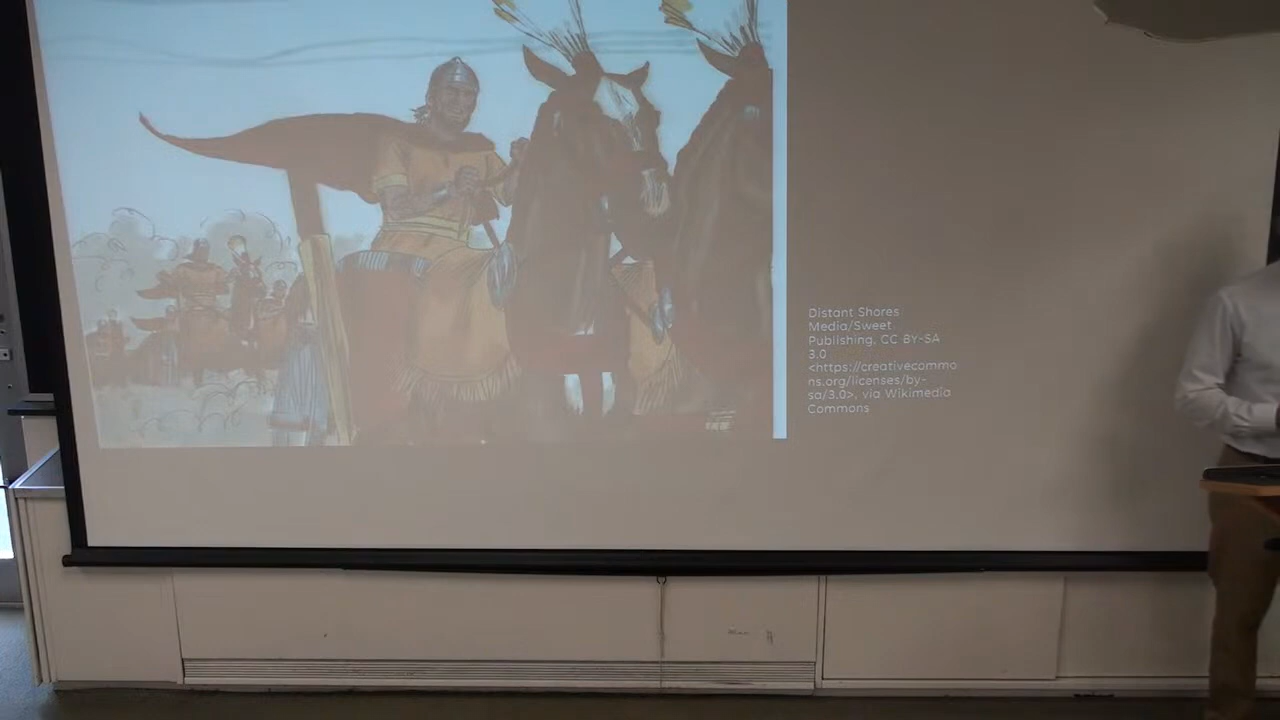 Distant Shores
Media/Sweet
Publishing, CC BY-SA
3.0
<https://creativecommo
ns.org/licenses/by-
sa/3.0>, via Wikimedia
Commons